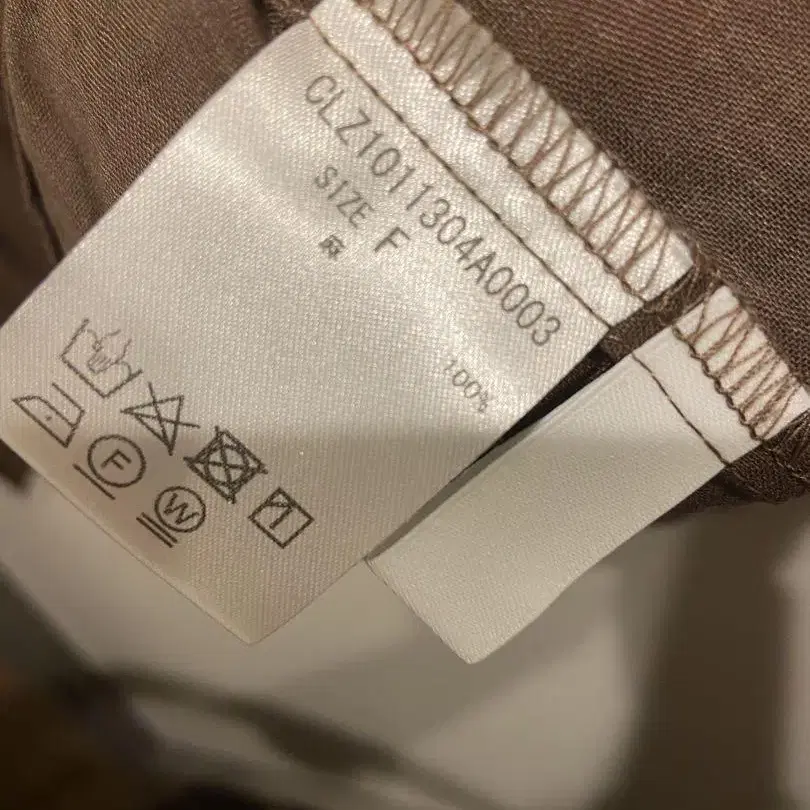 CLZ1011304A0003
SIZE F
麻 100%
F
W